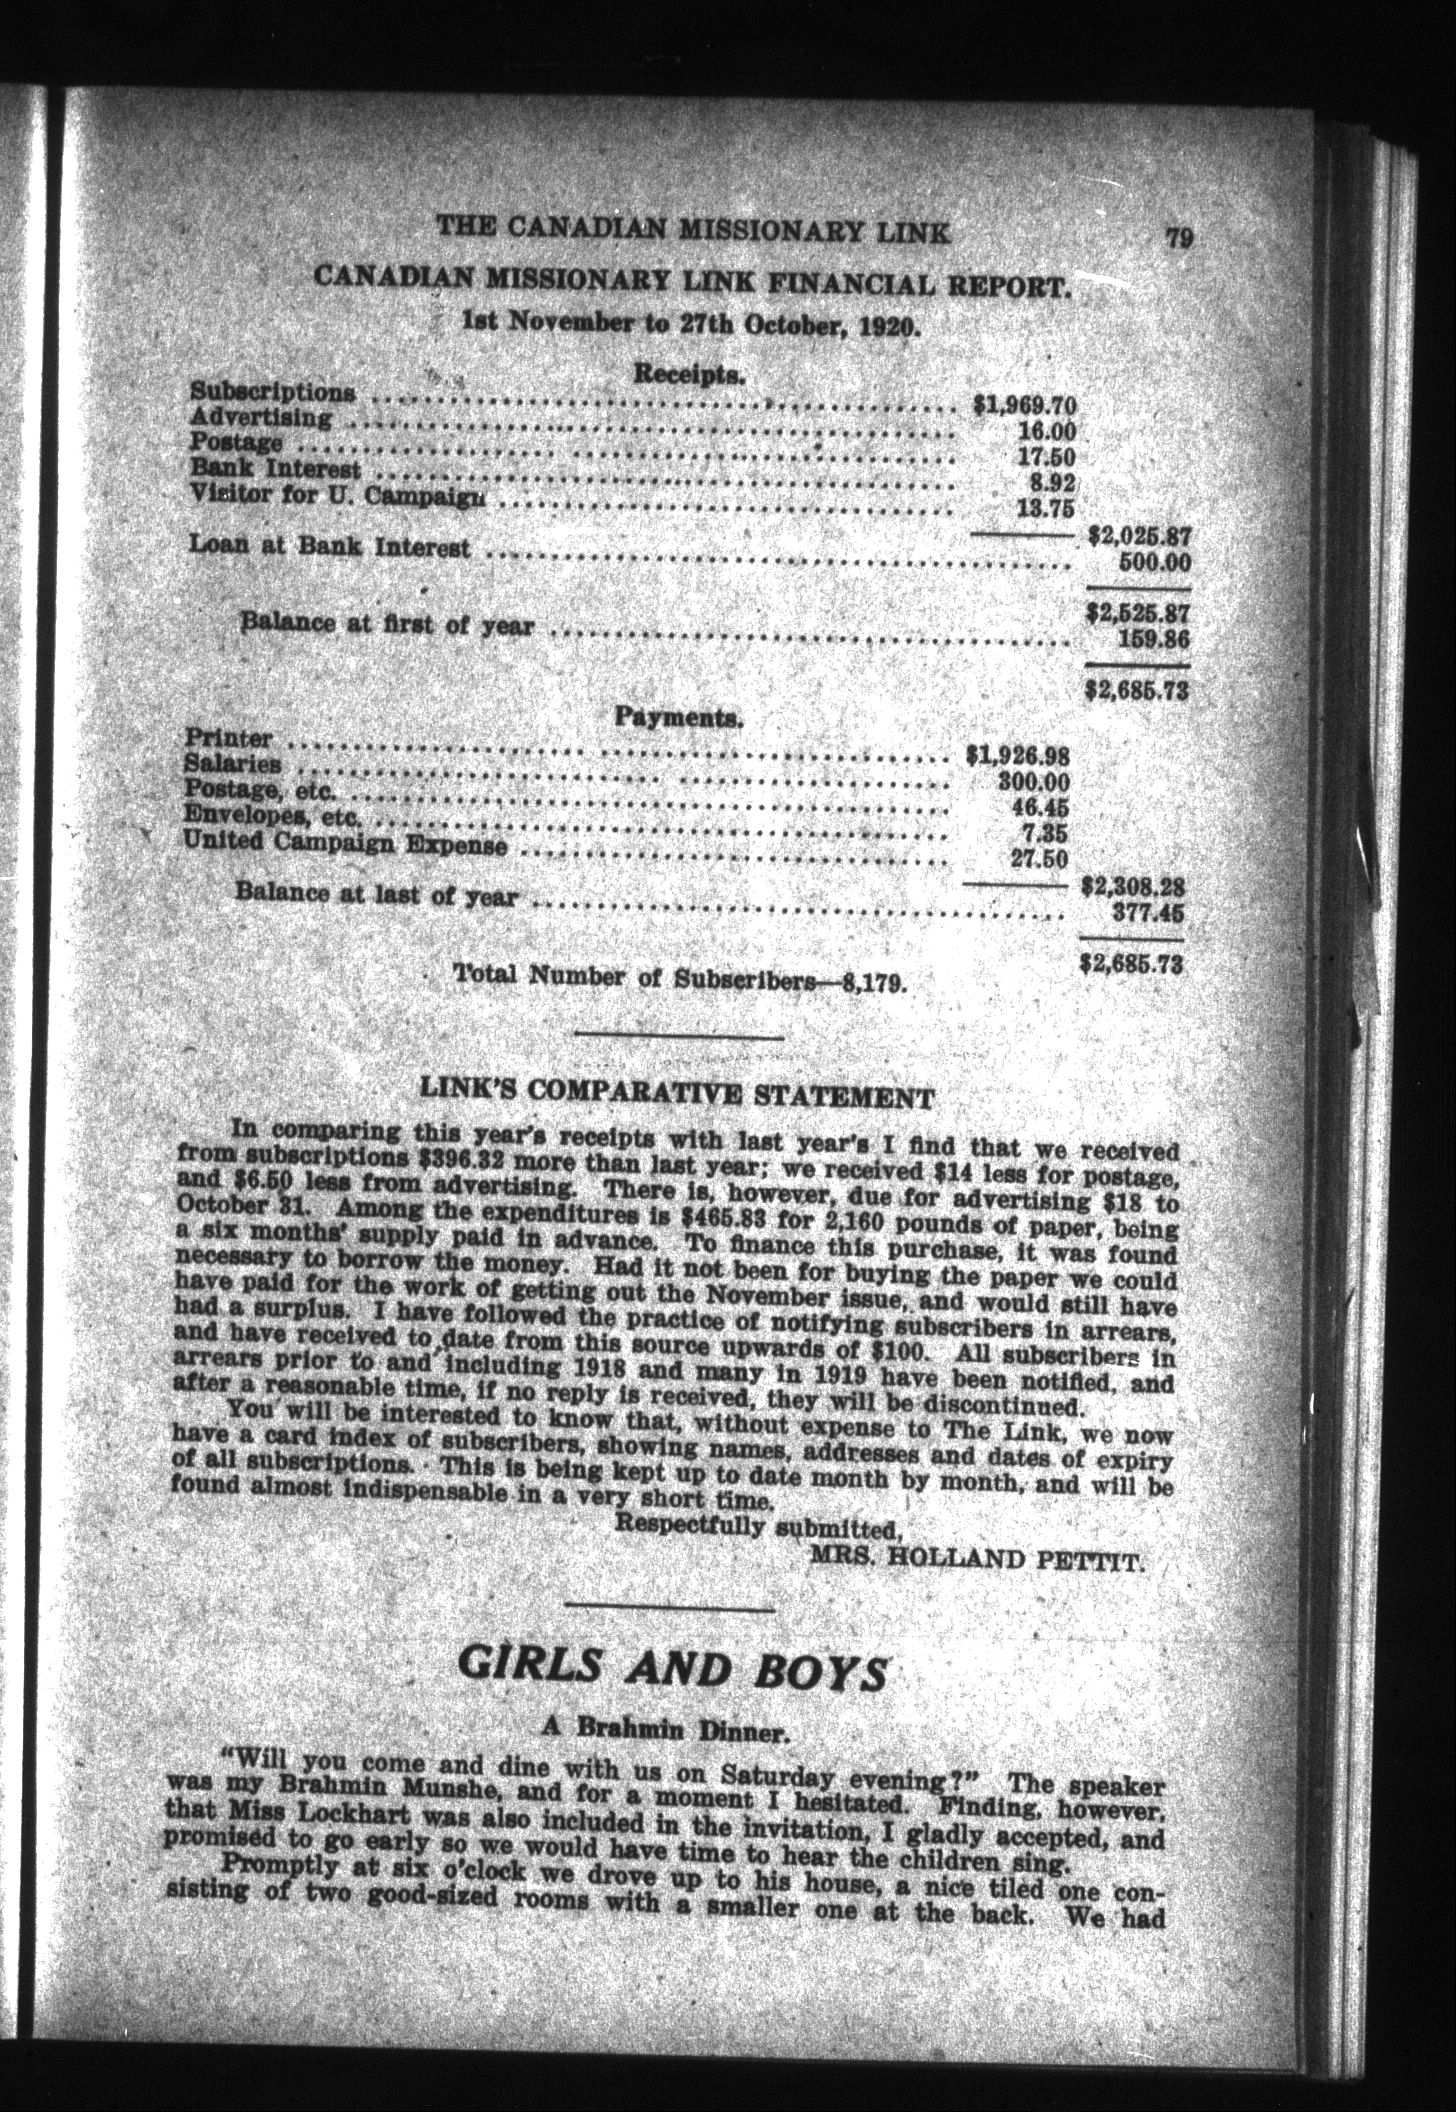 THE CANADIAN MISSIONARY LINK 79
CANADIAN MISSIONARY LINK FINANCIAL REPORT.
1st November to 27th October, 1920.
Receipts.
Subscriptions ........ $1,969.70
Advertising ........ 16.00
Postage ........ 17.50
Bank Interest ........ 8.92
Visitor for U. Campaign ........ 13.75
$2,025.87
Loan at Bank Interest ........ 500.00
$2,525.87
Balance at first of year ........ 159.86
$2,685.73
Payments.
Printer ........ $1,926.98
Salaries ........ 300.00
Postage, etc. ........ 46.45
Envelopes, etc. ........ 7.35
United Campaign Expense ........ 27.50
$2,308.28
Balance at last of year ........ 377.45
$2,685.73
Total Number of Subscribers—8,179.
LINK'S COMPARATIVE STATEMENT
In comparing this year's receipts with last year's I find that we received
from subscriptions $396.32 more than last year; we received $14 less for postage,
and $6.50 less from advertising. There is, however, due for advertising $18 to
October 31. Among the expenditures is $465.83 for 2,160 pounds of paper, being
a six months' supply paid in advance. To finance this purchase, it was found
necessary to borrow the money. Had it not been for buying the paper we could
have paid for the work of getting out the November issue, and would still have
had a surplus. I have followed the practice of notifying subscribers in arrears,
and have received to date from this source upwards of $100. All subscribers in
arrears prior to and including 1918 and many in 1919 have been notified, and
after a reasonable time, if no reply is received, they will be discontinued.
You will be interested to know that, without expense to The Link, we now
have a card index of subscribers, showing names, addresses and dates of expiry
of all subscriptions. This is being kept up to date month by month, and will be
found almost indispensable in a very short time.
Respectfully submitted,
MRS. HOLLAND PETTIT.
GIRLS AND BOYS
A Brahmin Dinner.
"Will you come and dine with us on Saturday evening?" The speaker
was my Brahmin Munshe, and for a moment I hesitated. Finding, however,
that Miss Lockhart was also included in the invitation, I gladly accepted, and
promised to go early so we would have time to hear the children sing.
Promptly at six o'clock we drove up to his house, a nice tiled one con-
sisting of two good-sized rooms with a smaller one at the back. We had